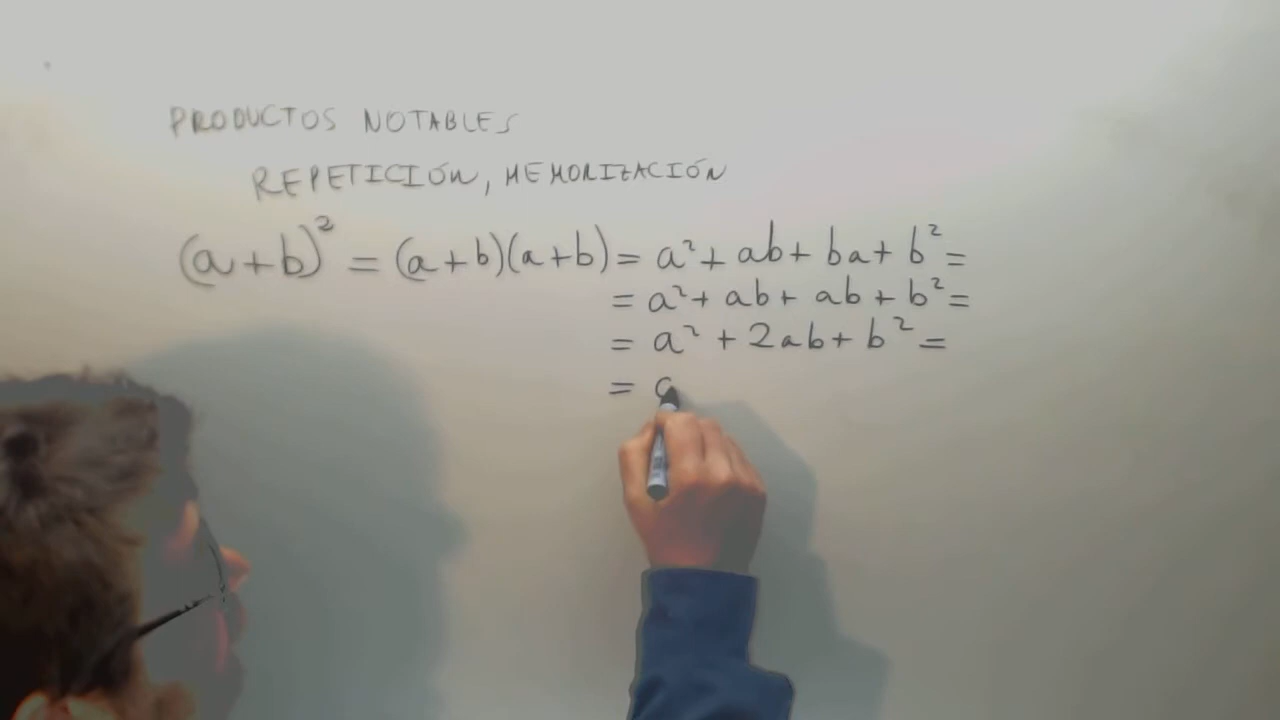 PRODUCTOS NOTABLES
REPETICIÓN, MEMORIZACIÓN
(a+b)² = (a+b)(a+b) = a² + ab + ba + b² =
= a² + ab + ab + b² =
= a² + 2ab + b² =
=